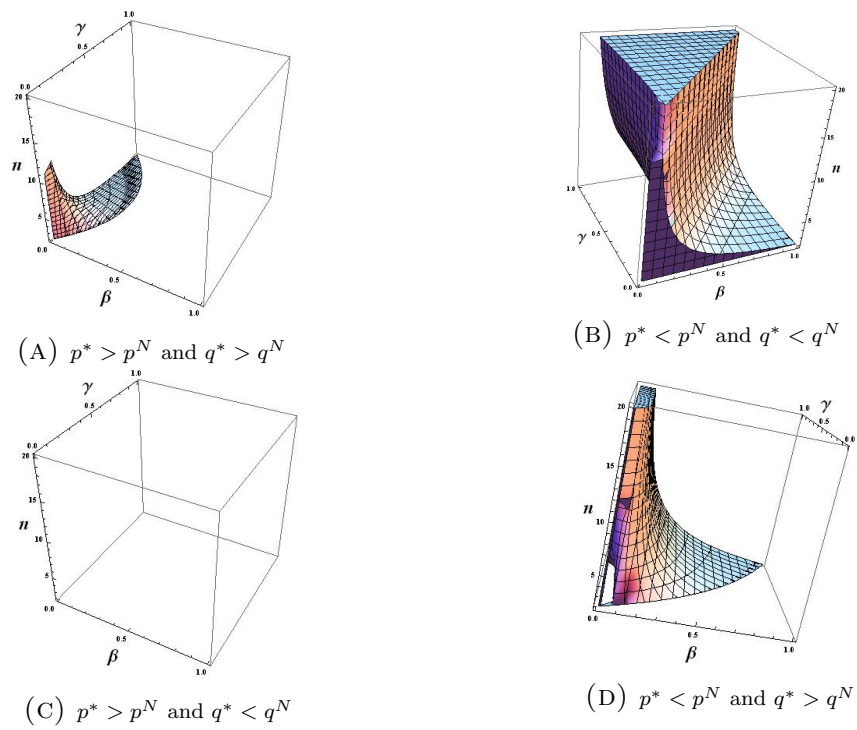 γ
1.0
0.5
0.0
20
15
n
10
5
0.0
0.5
β
1.0
(A) p* > p^N and q* > q^N
20
15
n
10
5
1.0
γ
0.5
0.0
0.0
0.5
β
1.0
(B) p* < p^N and q* < q^N
γ
1.0
0.5
0.0
20
15
n
10
5
0.0
0.5
β
1.0
(C) p* > p^N and q* < q^N
20
15
n
10
5
1.0
γ
0.5
0.0
0.0
0.5
β
1.0
(D) p* < p^N and q* > q^N